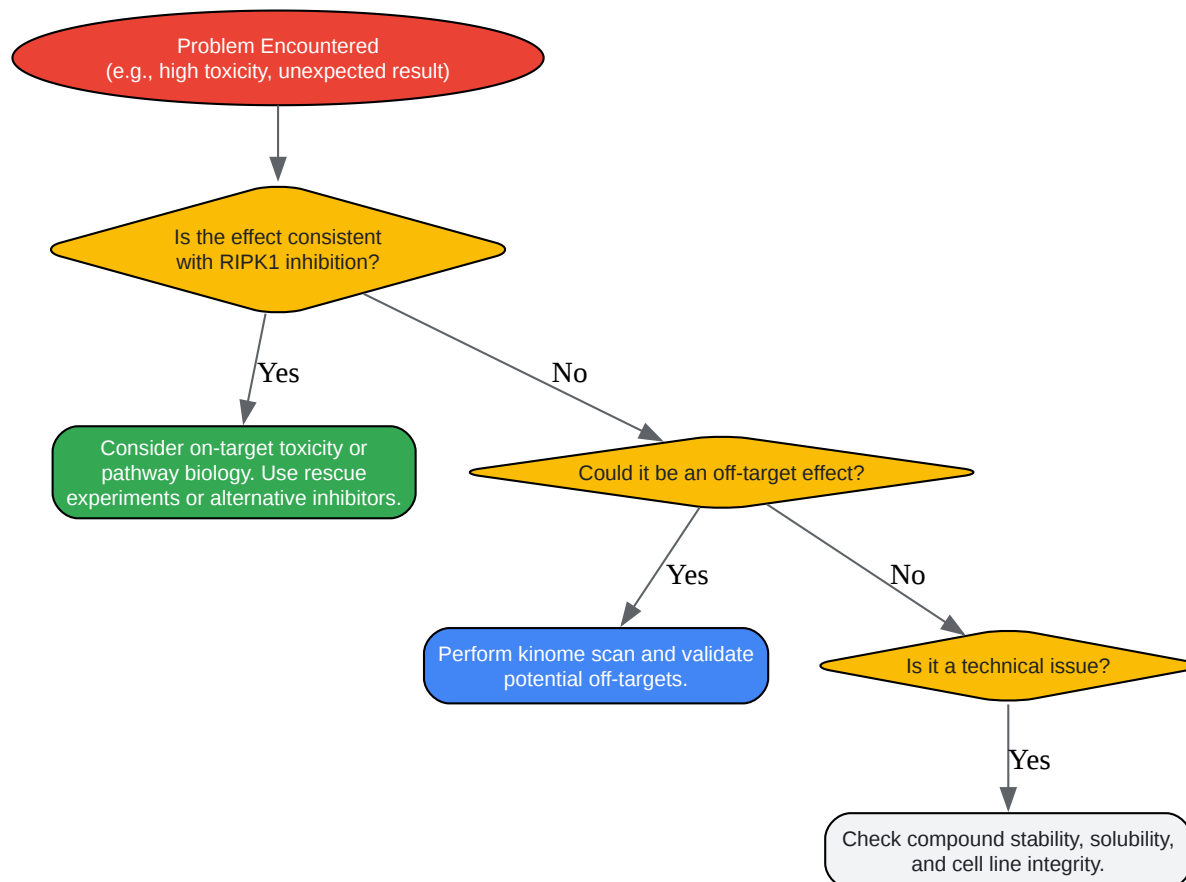 Problem Encountered
(e.g., high toxicity, unexpected result)
Is the effect consistent
with RIPK1 inhibition?
Yes
No
Consider on-target toxicity or
pathway biology. Use rescue
experiments or alternative inhibitors.
Could it be an off-target effect?
Yes
No
Perform kinome scan and validate
potential off-targets.
Is it a technical issue?
Yes
Check compound stability, solubility,
and cell line integrity.